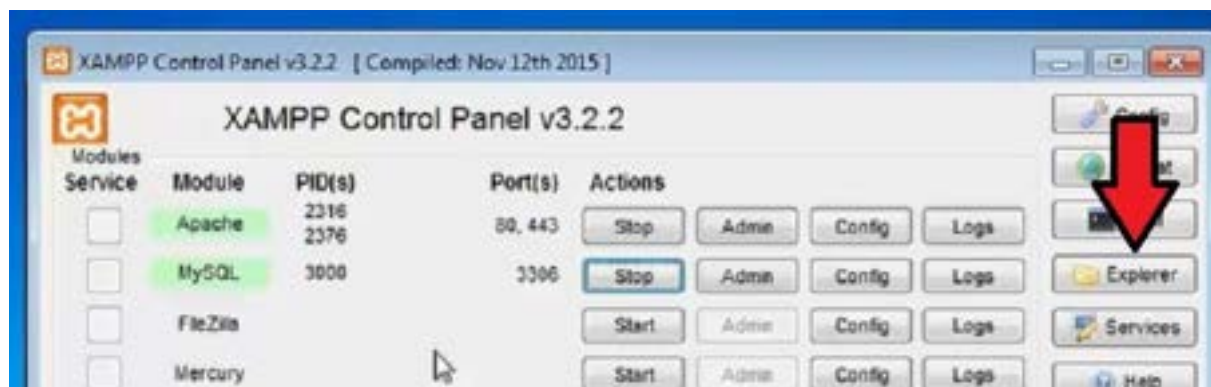 XAMPP Control Panel v3.2.2 [ Compiled: Nov 12th 2015 ]
XAMPP Control Panel v3.2.2
Config
Modules
Service Module PID(s) Port(s) Actions
Apache 2316 2376 80, 443 Stop Admin Config Logs
MySQL 3808 3306 Stop Admin Config Logs Explorer
FileZilla Start Admin Config Logs Services
Mercury Start Admin Config Logs Help